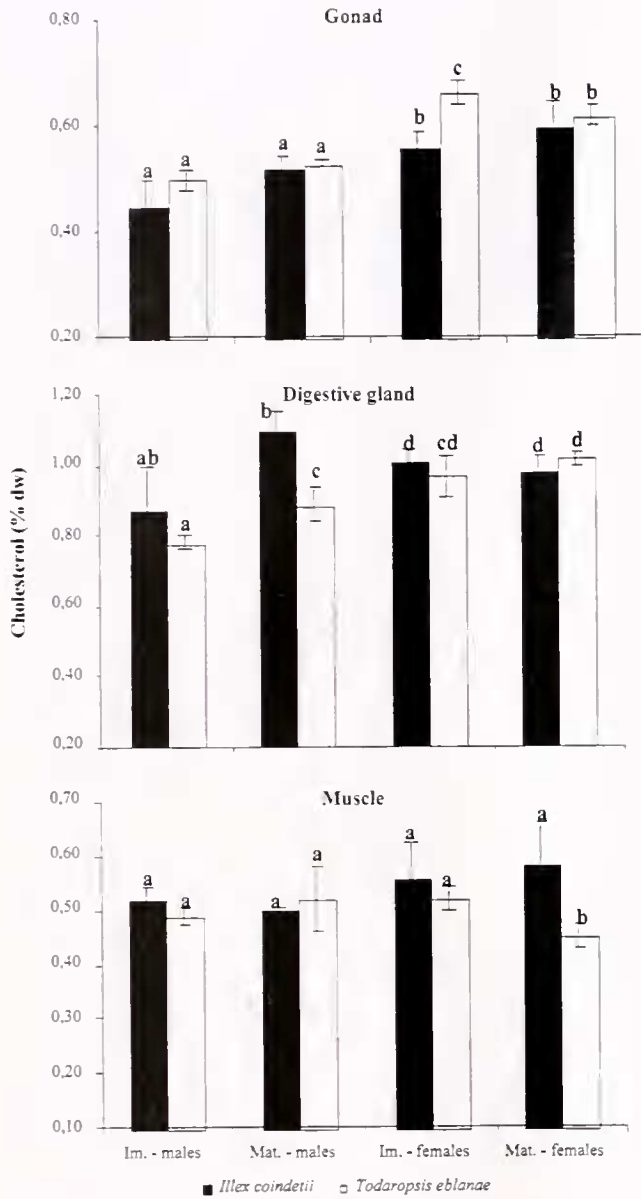 Gonad
0,80
0,60
0,40
0,20
a a a a b c b b
Digestive gland
1,20
1,00
0,80
0,60
0,40
0,20
ab a b c d cd d d
Cholesterol (% dw)
Muscle
0,70
0,60
0,50
0,40
0,30
0,20
0,10
a a a a a a a b
Im. - males Mat. - males Im. - females Mat. - females
Illex coindetii Todaropsis eblanae